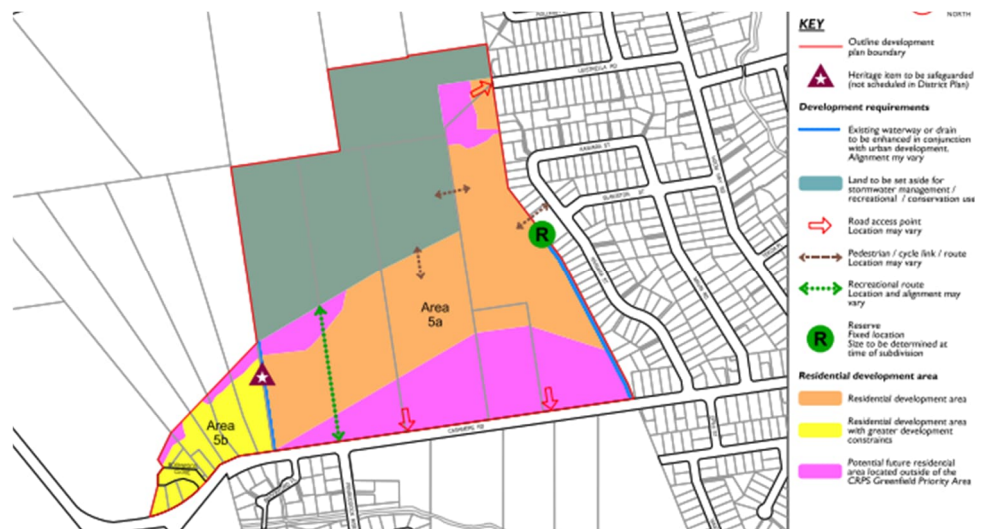 NORTH
KEY
Outline development
plan boundary
Heritage item to be safeguarded
(not scheduled in District Plan)
Development requirements
Existing waterway or drain
to be enhanced in conjunction
with urban development.
Alignment my vary
Land to be set aside for
stormwater management /
recreational / conservation use
Road access point
Location may vary
Pedestrian / cycle link / route
Location may vary
Recreational route
Location and alignment may
vary
R
Reserve
Fixed location
Size to be determined at
time of subdivision
Residential development area
Residential development area
Residential development area
with greater development
constraints
Potential future residential
area located outside of the
CRPS Greenfield Priority Area
R
Area
5a
Area
5b
CASHMERE RD